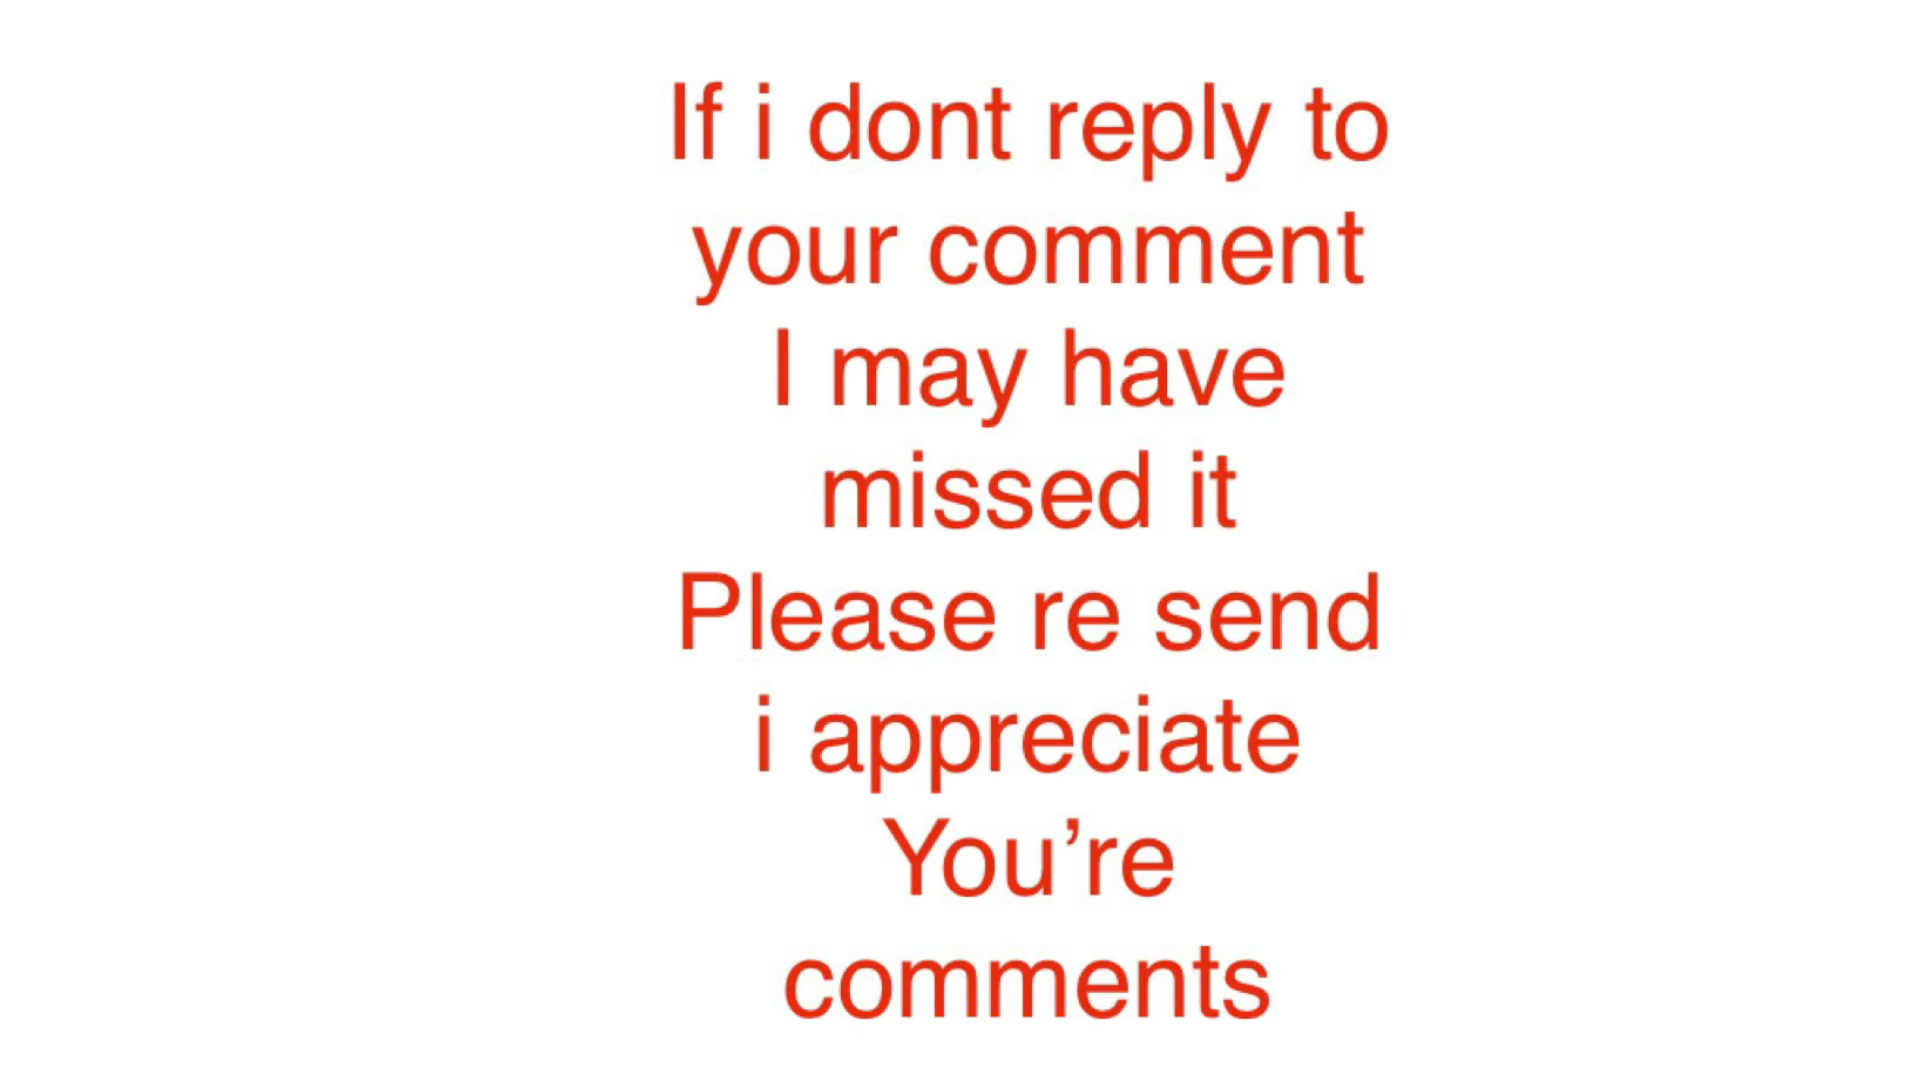 If i dont reply to
your comment
I may have
missed it
Please re send
i appreciate
You’re
comments